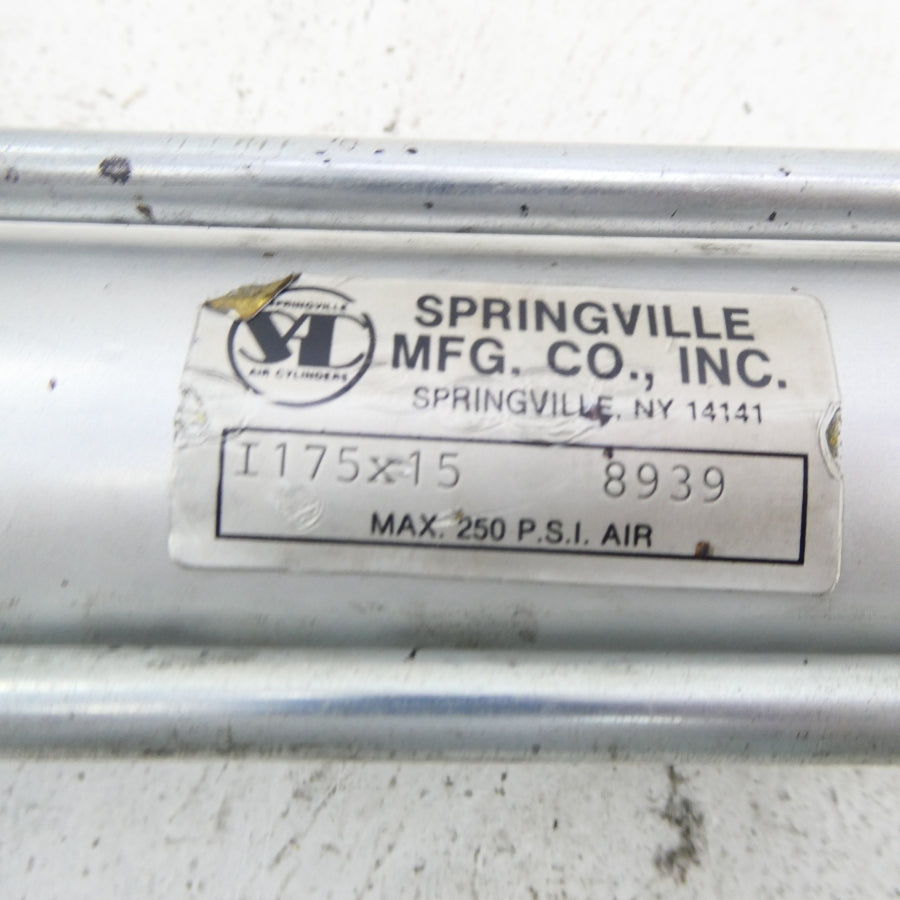 SPRINGVILLE
AIR CYLINDERS
SPRINGVILLE
MFG. CO., INC.
SPRINGVILLE, NY 14141
I175x15 8939
MAX. 250 P.S.I. AIR